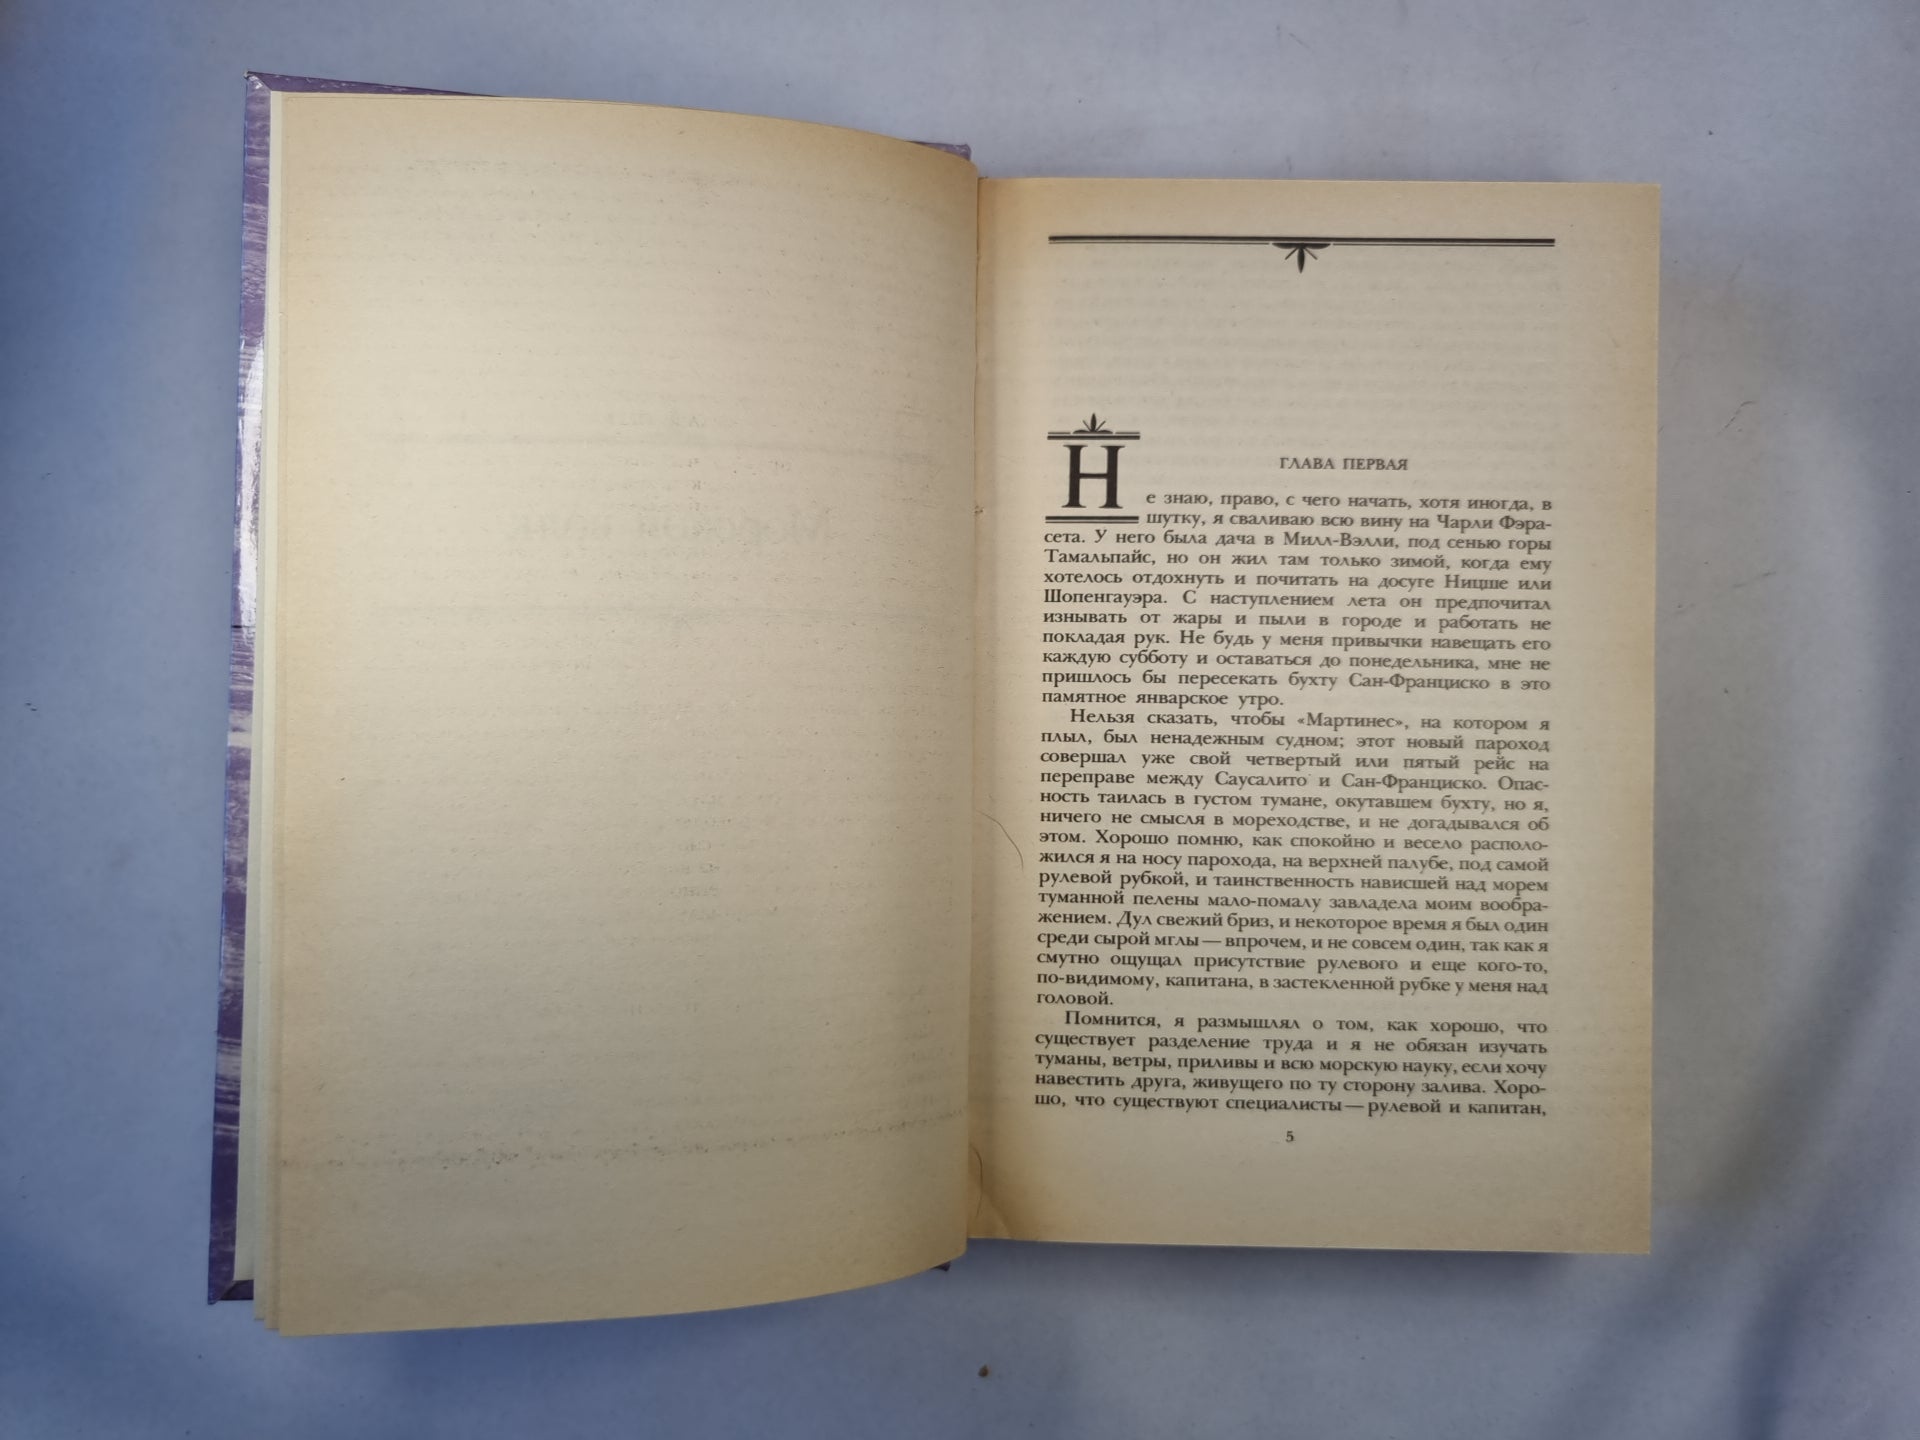 ГЛАВА ПЕРВАЯ
Не знаю, право, с чего начать, хотя иногда, в
шутку, я сваливаю всю вину на Чарли Фэра-
сета. У него была дача в Милл-Вэлли, под сенью горы
Тамальпайс, но он жил там только зимой, когда ему
хотелось отдохнуть и почитать на досуге Ницше или
Шопенгауэра. С наступлением лета он предпочитал
изнывать от жары и пыли в городе и работать не
покладая рук. Не будь у меня привычки навещать его
каждую субботу и оставаться до понедельника, мне не
пришлось бы пересекать бухту Сан-Франциско в это
памятное январское утро.
Нельзя сказать, чтобы «Мартинес», на котором я
плыл, был ненадежным судном; этот новый пароход
совершал уже свой четвертый или пятый рейс на
переправе между Саусалито и Сан-Франциско. Опас-
ность таилась в густом тумане, окутавшем бухту, но я,
ничего не смысля в мореходстве, и не догадывался об
этом. Хорошо помню, как спокойно и весело располо-
жился я на носу парохода, на верхней палубе, под самой
рулевой рубкой, и таинственность нависшей над морем
туманной пелены мало-помалу завладела моим вообра-
жением. Дул свежий бриз, и некоторое время я был один
среди сырой мглы — впрочем, и не совсем один, так как я
смутно ощущал присутствие рулевого и еще кого-то,
по-видимому, капитана, в застекленной рубке у меня над
головой.
Помнится, я размышлял о том, как хорошо, что
существует разделение труда и я не обязан изучать
туманы, ветры, приливы и всю морскую науку, если хочу
навестить друга, живущего по ту сторону залива. Хоро-
шо, что существуют специалисты — рулевой и капитан,
5